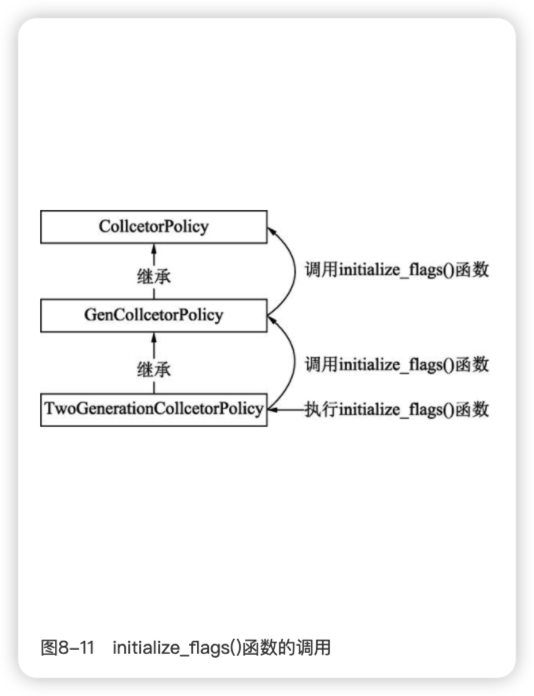 CollcetorPolicy
调用initialize_flags()函数
继承
GenCollcetorPolicy
调用initialize_flags()函数
继承
TwoGenerationCollcetorPolicy
执行initialize_flags()函数
图8-11 initialize_flags()函数的调用